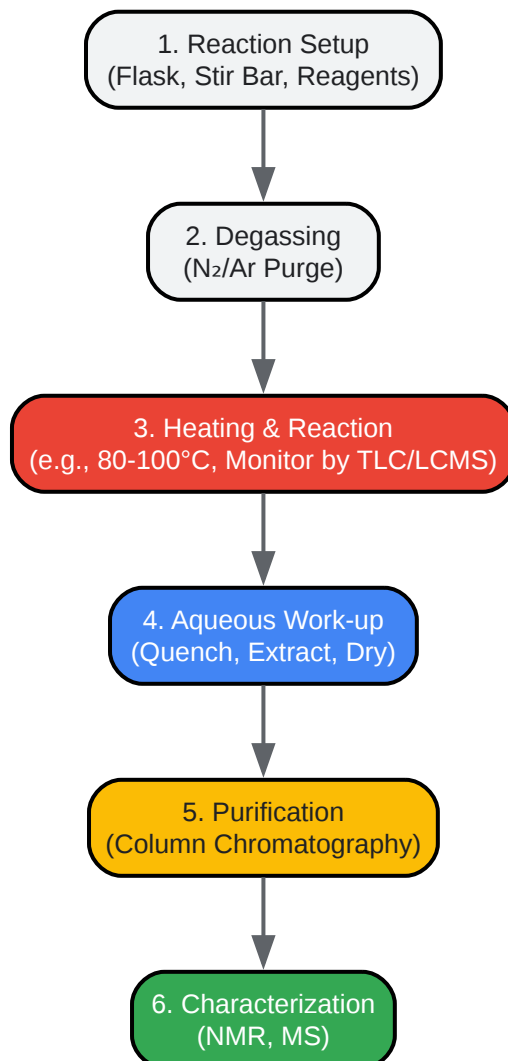 1. Reaction Setup
(Flask, Stir Bar, Reagents)
2. Degassing
(N₂/Ar Purge)
3. Heating & Reaction
(e.g., 80-100°C, Monitor by TLC/LCMS)
4. Aqueous Work-up
(Quench, Extract, Dry)
5. Purification
(Column Chromatography)
6. Characterization
(NMR, MS)